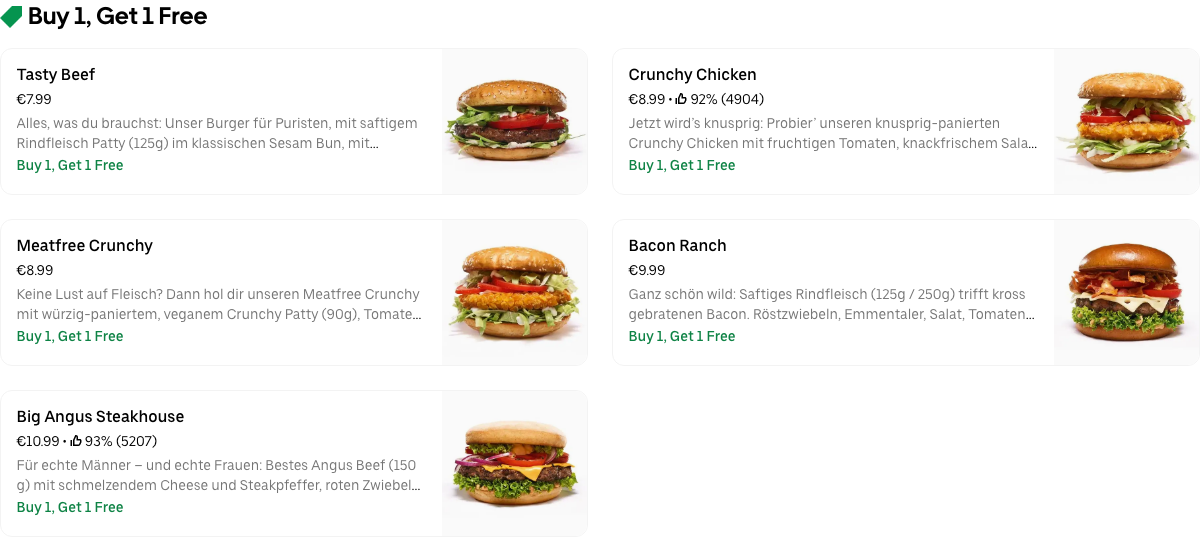 Buy 1, Get 1 Free
Tasty Beef
€7.99
Alles, was du brauchst: Unser Burger für Puristen, mit saftigem
Rindfleisch Patty (125g) im klassischen Sesam Bun, mit...
Buy 1, Get 1 Free
Crunchy Chicken
€8.99 • 92% (4904)
Jetzt wird's knusprig: Probier’ unseren knusprig-panierten
Crunchy Chicken mit fruchtigen Tomaten, knackfrischem Sala...
Buy 1, Get 1 Free
Meatfree Crunchy
€8.99
Keine Lust auf Fleisch? Dann hol dir unseren Meatfree Crunchy
mit würzig-paniertem, veganem Crunchy Patty (90g), Tomate...
Buy 1, Get 1 Free
Bacon Ranch
€9.99
Ganz schön wild: Saftiges Rindfleisch (125g / 250g) trifft kross
gebratenen Bacon. Röstzwiebeln, Emmentaler, Salat, Tomaten...
Buy 1, Get 1 Free
Big Angus Steakhouse
€10.99 • 93% (5207)
Für echte Männer – und echte Frauen: Bestes Angus Beef (150
g) mit schmelzendem Cheese und Steakpfeffer, roten Zwiebel...
Buy 1, Get 1 Free